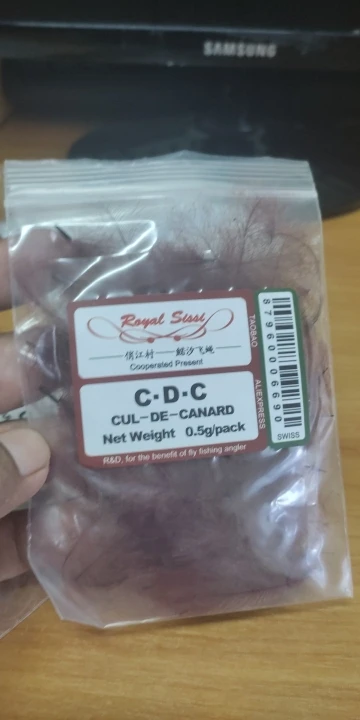 SAMSUNG
Royal Sissi
Cooperated Present
C·D·C
CUL-DE-CANARD
Net Weight 0.5g/pack
R&D, for the benefit of fly fishing angler
TAOBAO
ALIEXPRESS
8796000006690
SWISS